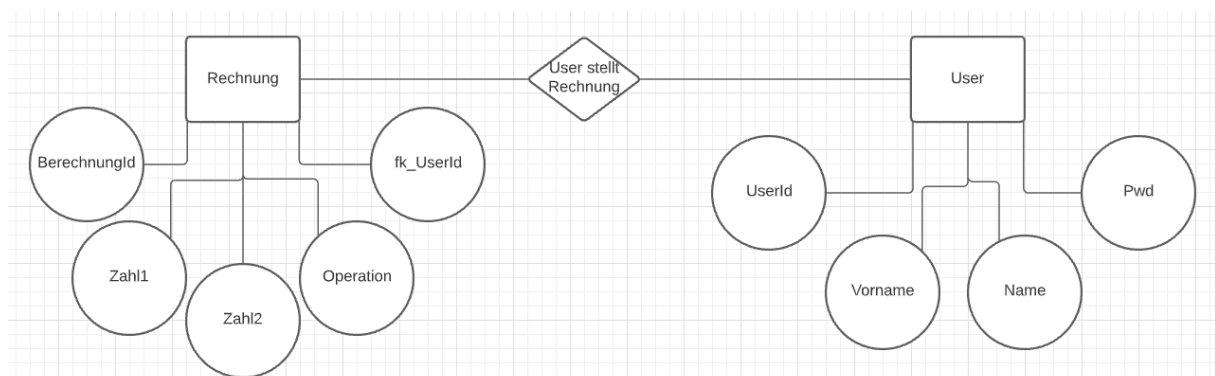 Rechnung
User stellt
Rechnung
User
BerechnungId
fk_UserId
UserId
Pwd
Zahl1
Zahl2
Operation
Vorname
Name